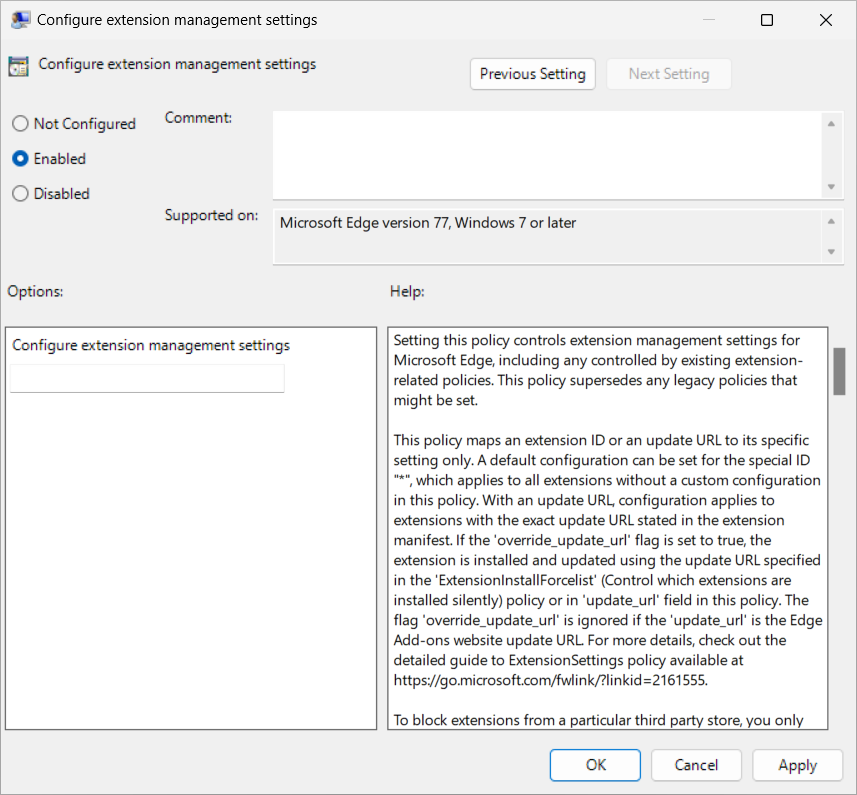 Configure extension management settings
Configure extension management settings
Previous Setting
Next Setting
Not Configured
Enabled
Disabled
Comment:
Supported on:
Microsoft Edge version 77, Windows 7 or later
Options:
Help:
Configure extension management settings
Setting this policy controls extension management settings for
Microsoft Edge, including any controlled by existing extension-
related policies. This policy supersedes any legacy policies that
might be set.
This policy maps an extension ID or an update URL to its specific
setting only. A default configuration can be set for the special ID
"*", which applies to all extensions without a custom configuration
in this policy. With an update URL, configuration applies to
extensions with the exact update URL stated in the extension
manifest. If the 'override_update_url' flag is set to true, the
extension is installed and updated using the update URL specified
in the 'ExtensionInstallForcelist' (Control which extensions are
installed silently) policy or in 'update_url' field in this policy. The
flag 'override_update_url' is ignored if the 'update_url' is the Edge
Add-ons website update URL. For more details, check out the
detailed guide to ExtensionSettings policy available at
https://go.microsoft.com/fwlink/?linkid=2161555.
To block extensions from a particular third party store, you only
OK
Cancel
Apply